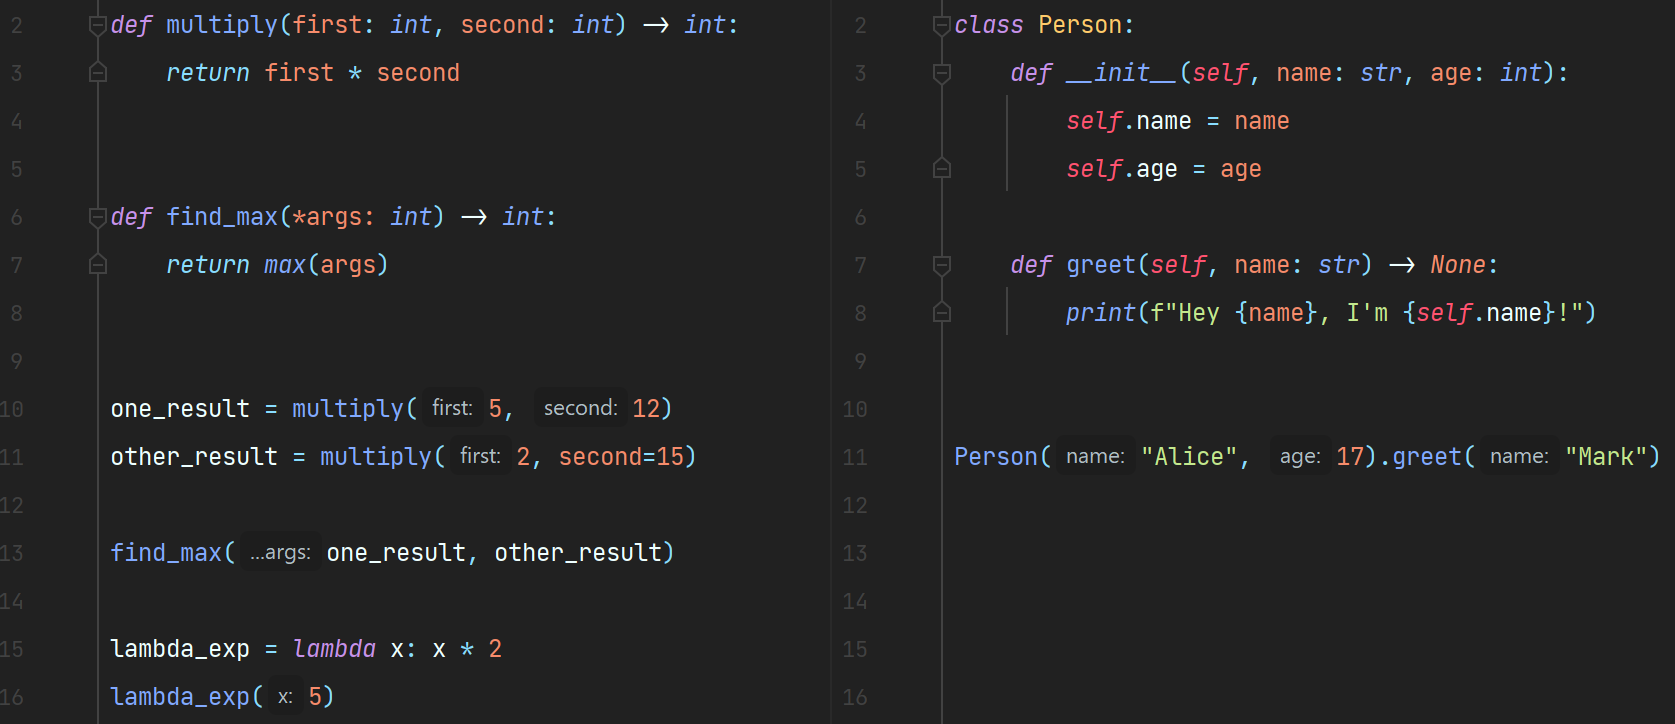 2 def multiply(first: int, second: int) -> int:
3     return first * second
4
5
6 def find_max(*args: int) -> int:
7     return max(args)
8
9
10 one_result = multiply( first: 5, second: 12)
11 other_result = multiply( first: 2, second=15)
12
13 find_max( ...args: one_result, other_result)
14
15 lambda_exp = lambda x: x * 2
16 lambda_exp( x: 5)
2 class Person:
3     def __init__(self, name: str, age: int):
4         self.name = name
5         self.age = age
6
7     def greet(self, name: str) -> None:
8         print(f"Hey {name}, I'm {self.name}!")
9
10
11 Person( name: "Alice", age: 17).greet( name: "Mark")
12
13
14
15
16